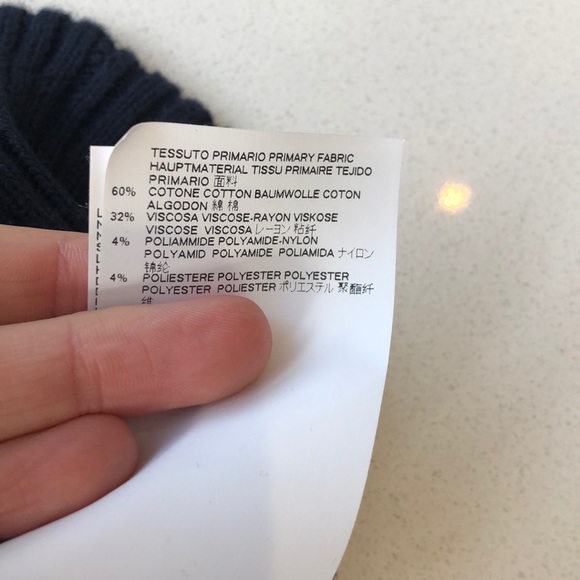 TESSUTO PRIMARIO PRIMARY FABRIC
HAUPTMATERIAL TISSU PRIMAIRE TEJIDO
PRIMARIO 面料
60% COTONE COTTON BAUMWOLLE COTON
ALGODON 綿 棉
32% VISCOSA VISCOSE-RAYON VISKOSE
VISCOSE VISCOSA レーヨン 粘纤
4% POLIAMMIDE POLYAMIDE-NYLON
POLYAMID POLYAMIDE POLIAMIDA ナイロン
锦纶
4% POLIESTERE POLYESTER POLYESTER
POLYESTER POLIESTER ポリエステル 聚酯纤
维